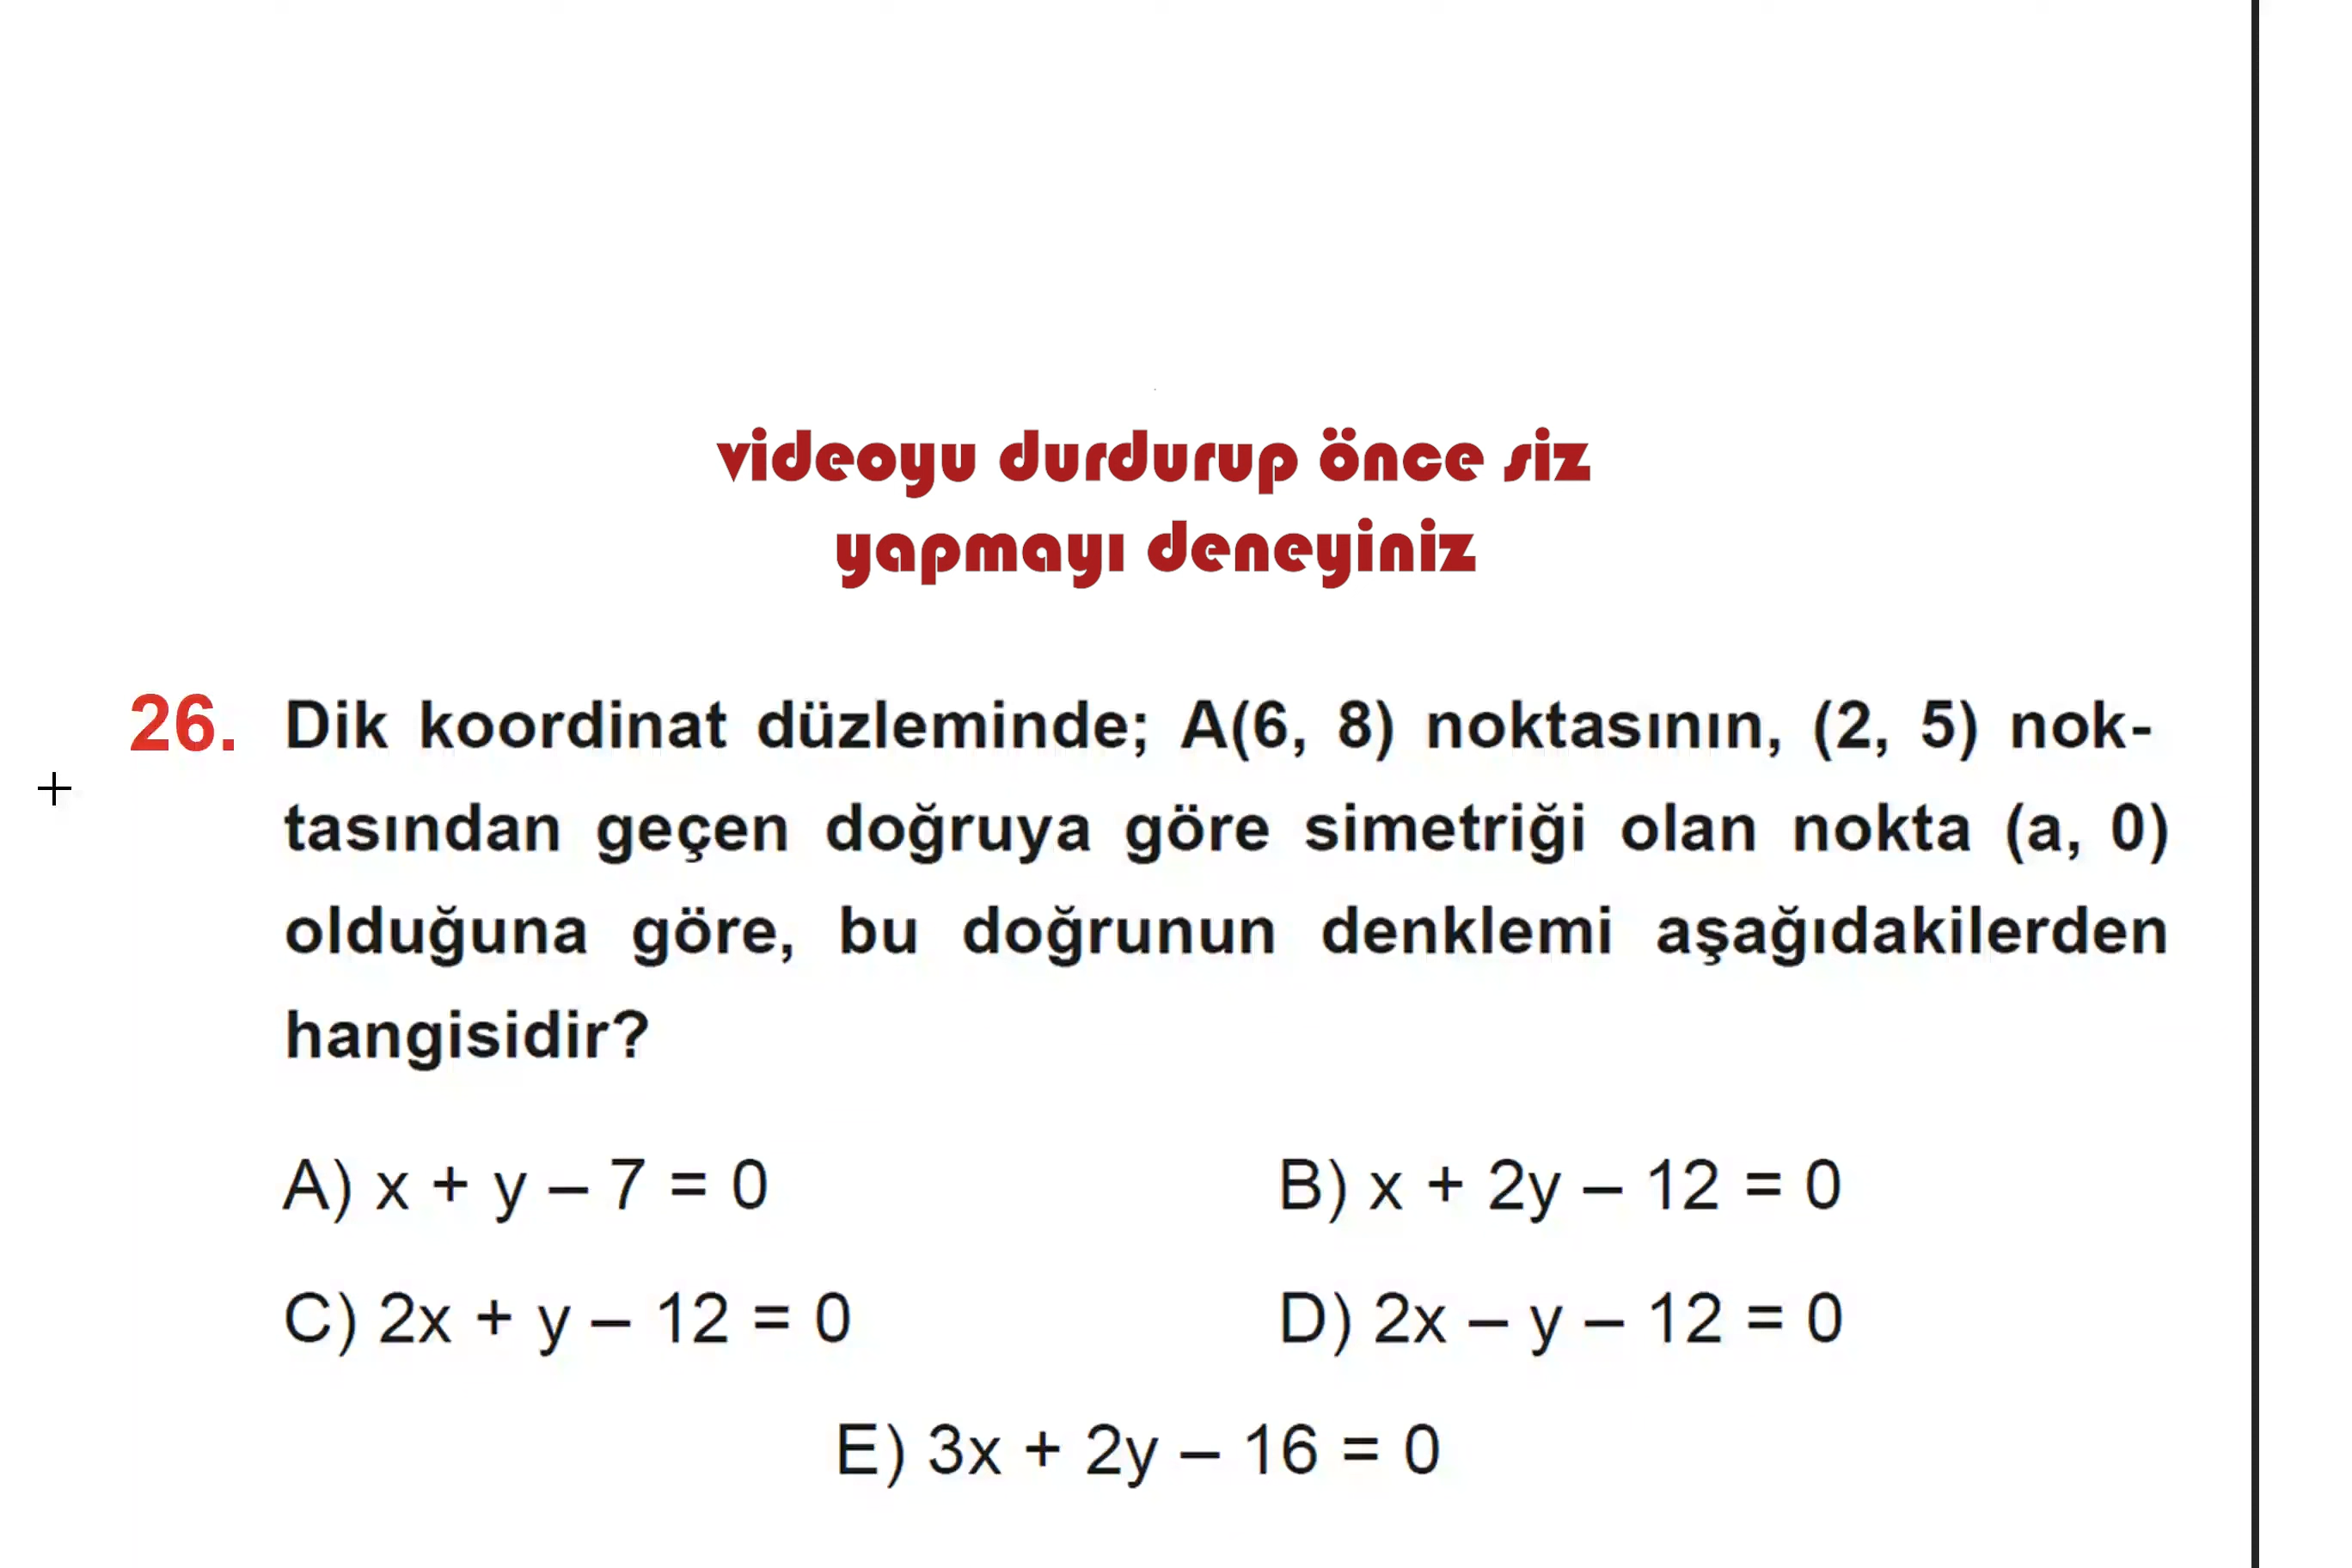 videoyu durdurup önce siz
yapmayı deneyiniz
26. Dik koordinat düzleminde; A(6, 8) noktasının, (2, 5) nok-
tasından geçen doğruya göre simetriği olan nokta (a, 0)
olduğuna göre, bu doğrunun denklemi aşağıdakilerden
hangisidir?
A) x + y – 7 = 0 B) x + 2y – 12 = 0
C) 2x + y – 12 = 0 D) 2x – y – 12 = 0
E) 3x + 2y – 16 = 0